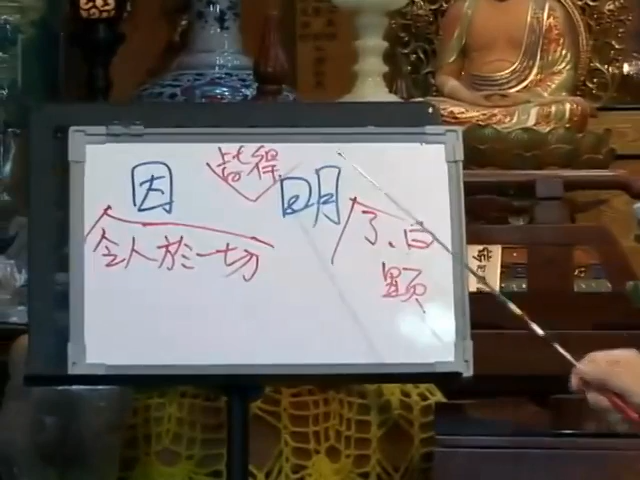 皆得
因 明
令人於一切
了、白
顯